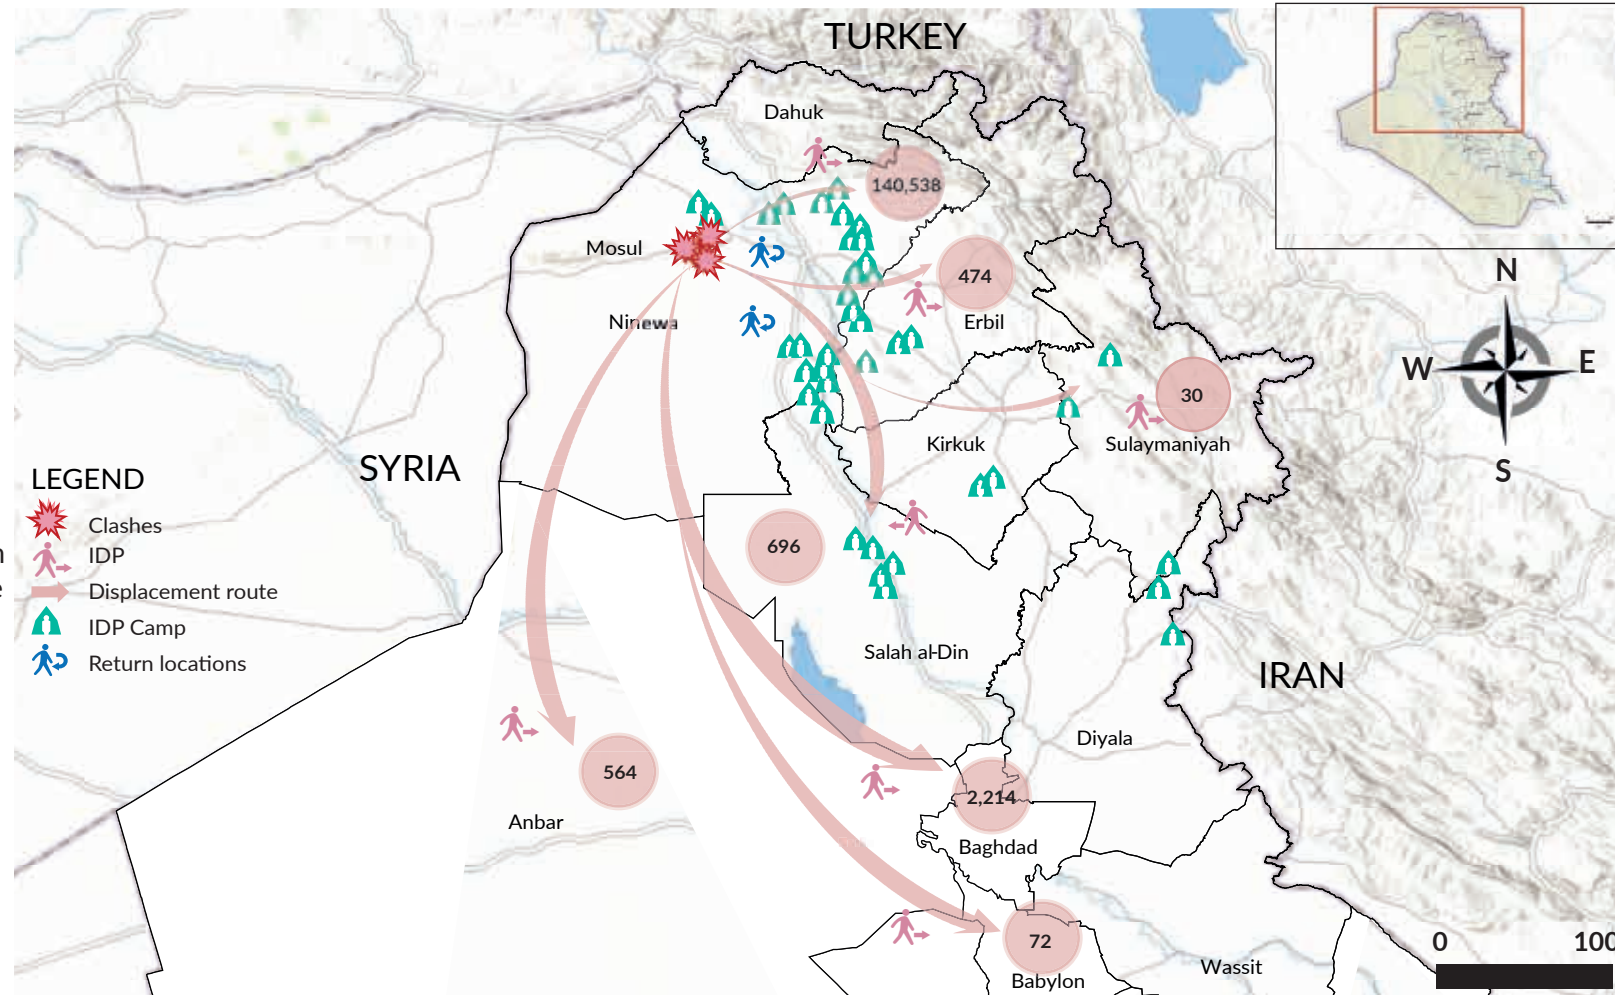 TURKEY
Dahuk
140,538
Mosul
474
N
Ninewa
Erbil
W
E
30
Kirkuk
Sulaymaniyah
SYRIA
S
LEGEND
Clashes
IDP
Displacement route
IDP Camp
Return locations
696
Salah al-Din
IRAN
Diyala
564
2,214
Anbar
Baghdad
72
0 100
Wassit
Babylon